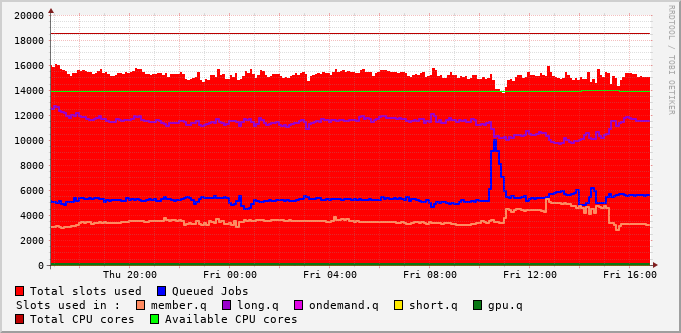 20000
18000
16000
14000
12000
10000
8000
6000
4000
2000
0
Thu 20:00 Fri 00:00 Fri 04:00 Fri 08:00 Fri 12:00 Fri 16:00
RRDTOOL / TOBI OETIKER
Total slots used Queued Jobs
Slots used in : member.q long.q ondemand.q short.q gpu.q
Total CPU cores Available CPU cores